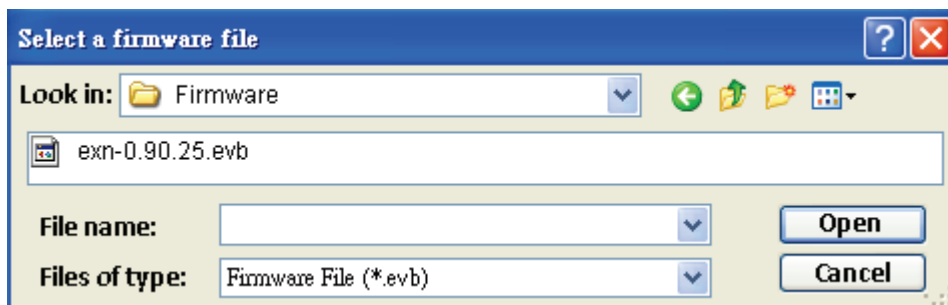 Select a firmware file
Look in: Firmware
exn-0.90.25.evb
File name: Open
Files of type: Firmware File (*.evb) Cancel